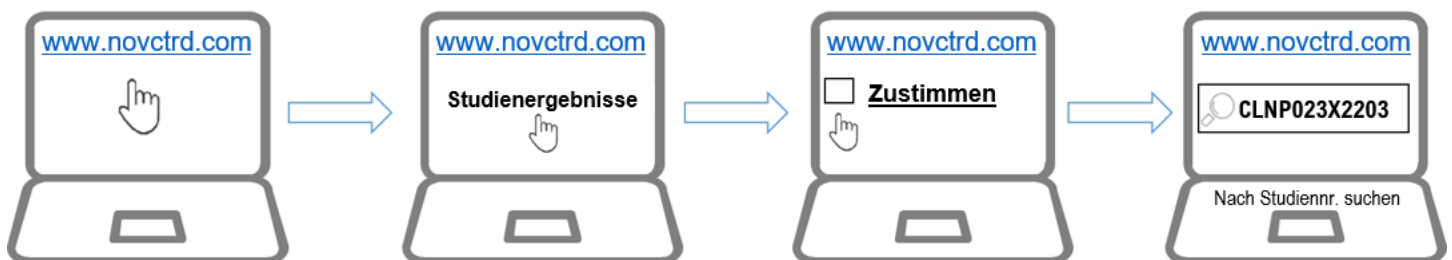 www.novctrd.com
www.novctrd.com
Studienergebnisse
www.novctrd.com
Zustimmen
www.novctrd.com
CLNP023X2203
Nach Studiennr. suchen